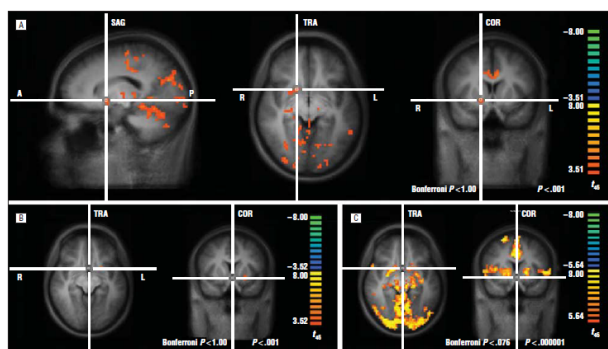 A
SAG
TRA
COR
-8.00
A
P
R
L
R
L
-3.51
8.00
3.51
Bonferroni P<1.00
P<.001
t45
B
TRA
COR
-8.00
R
L
-3.52
8.00
3.52
Bonferroni P<1.00
P<.001
t45
C
TRA
COR
-8.00
-5.64
8.00
5.64
Bonferroni P<.076
P<.000001
t45